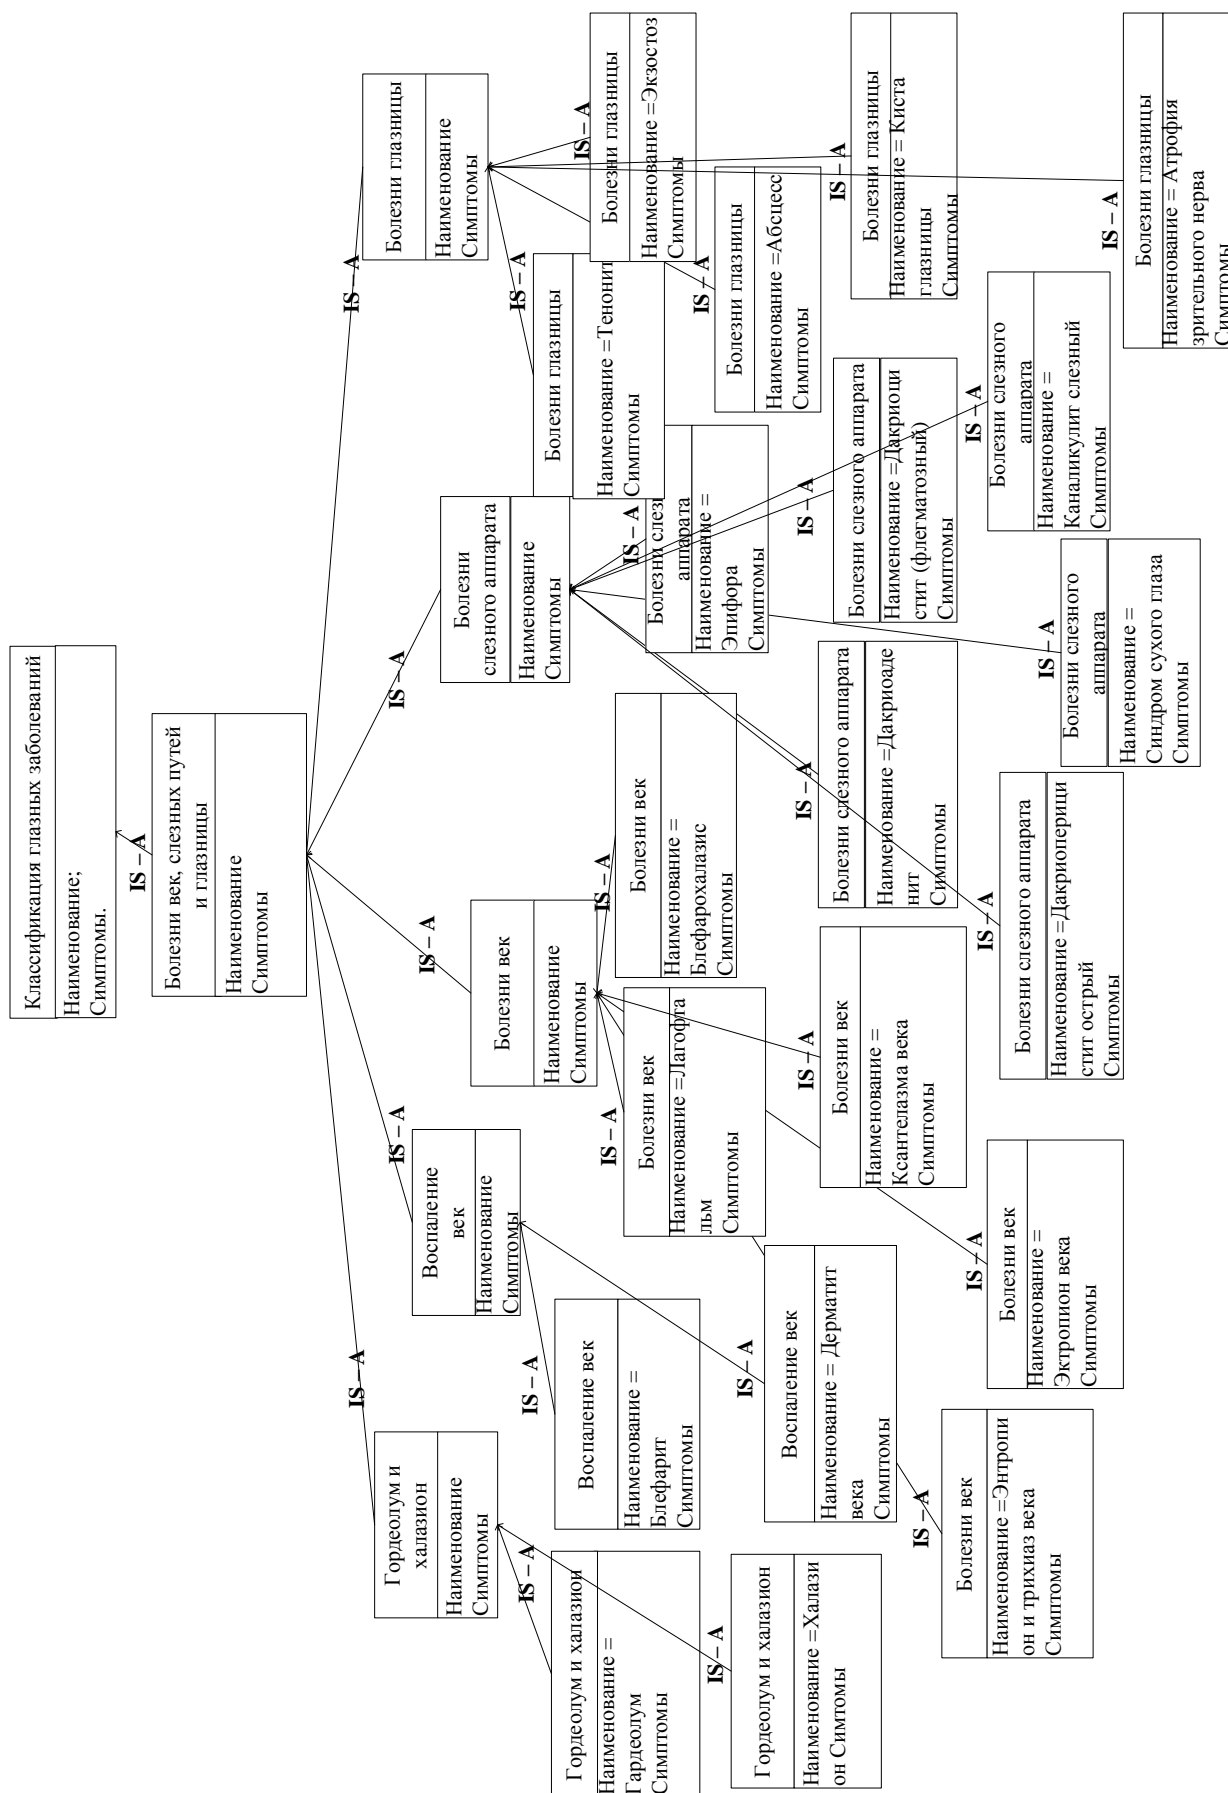 Классификация глазных заболеваний
Наименование;
Симптомы.
IS – A
Болезни век, слезных путей
и глазницы
Наименование
Симптомы
IS – A
IS – A
IS – A
IS – A
IS – A
Гордеолум и
халазион
Наименование
Симптомы
Воспаление
век
Наименование
Симптомы
Болезни век
Наименование
Симптомы
Болезни
слезного аппарата
Наименование
Симптомы
Болезни глазницы
Наименование
Симптомы
IS – A
Гордеолум и халазион
Наименование =
Гардеолум
Симптомы
IS – A
Гордеолум и халазион
Наименование =Халази
он Симтомы
IS – A
Воспаление век
Наименование =
Блефарит
Симптомы
IS – A
Воспаление век
Наименование = Дерматит
века
Симптомы
IS – A
Болезни век
Наименование =Лагофта
льм
Симптомы
IS – A
Болезни век
Наименование =
Блефарохалазис
Симптомы
IS – A
Болезни век
Наименование =
Ксантелазма века
Симптомы
IS – A
Болезни век
Наименование =
Эктропион века
Симптомы
IS – A
Болезни век
Наименование =Энтропи
он и трихиаз века
Симптомы
IS – A
Болезни слез
аппарата
Наименование =
Эпифора
Симптомы
IS – A
Болезни слезного аппарата
Наименование =Дакриоаде
нит
Симптомы
IS – A
Болезни слезного аппарата
Наименование =Дакриоци
стит (флегматозный)
Симптомы
IS – A
Болезни слезного
аппарата
Наименование =
Каналикулит слезный
Симптомы
IS – A
Болезни слезного аппарата
Наименование =Дакриоперици
стит острый
Симптомы
IS – A
Болезни слезного
аппарата
Наименование =
Синдром сухого глаза
Симптомы
IS – A
Болезни глазницы
Наименование =Тенонит
Симптомы
IS – A
Болезни глазницы
Наименование =Экзостоз
Симптомы
IS – A
Болезни глазницы
Наименование =Абсцесс
Симптомы
IS – A
Болезни глазницы
Наименование = Киста
глазницы
Симптомы
IS – A
Болезни глазницы
Наименование = Атрофия
зрительного нерва
Симптомы